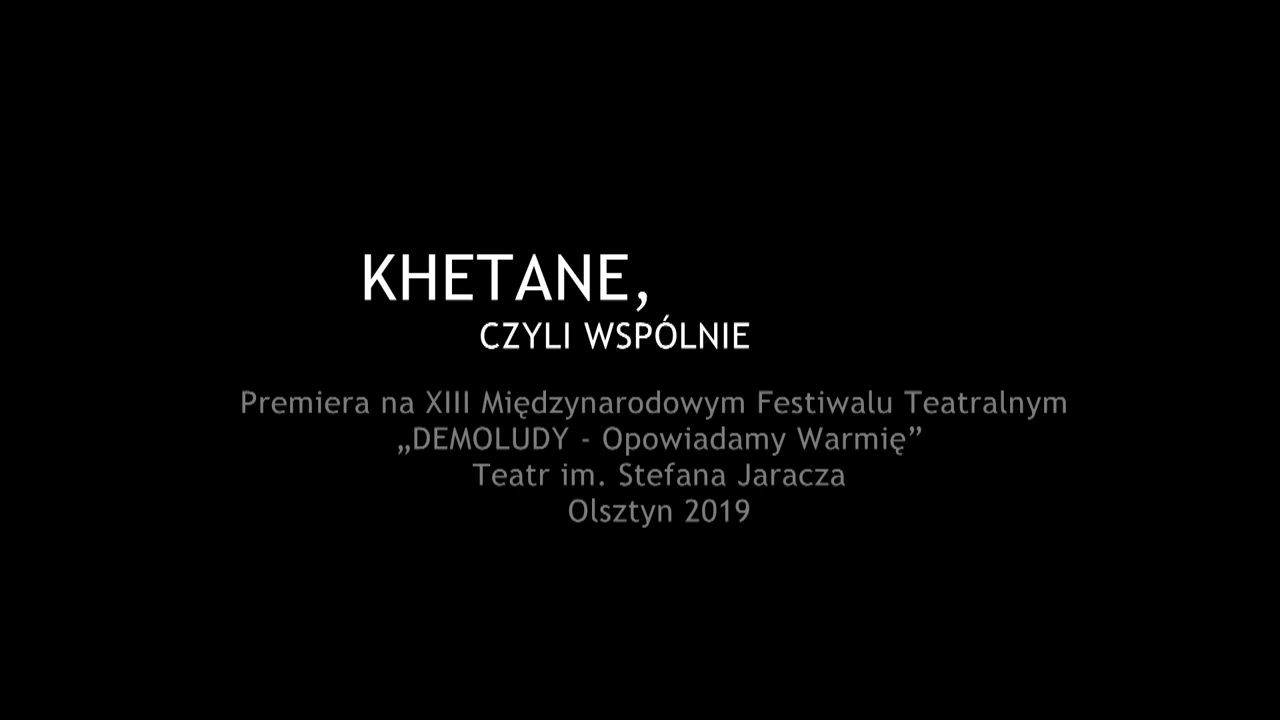 KHETANE,
CZYLI WSPÓLNIE
Premiera na XIII Międzynarodowym Festiwalu Teatralnym
„DEMOLUDY - Opowiadamy Warmię”
Teatr im. Stefana Jaracza
Olsztyn 2019